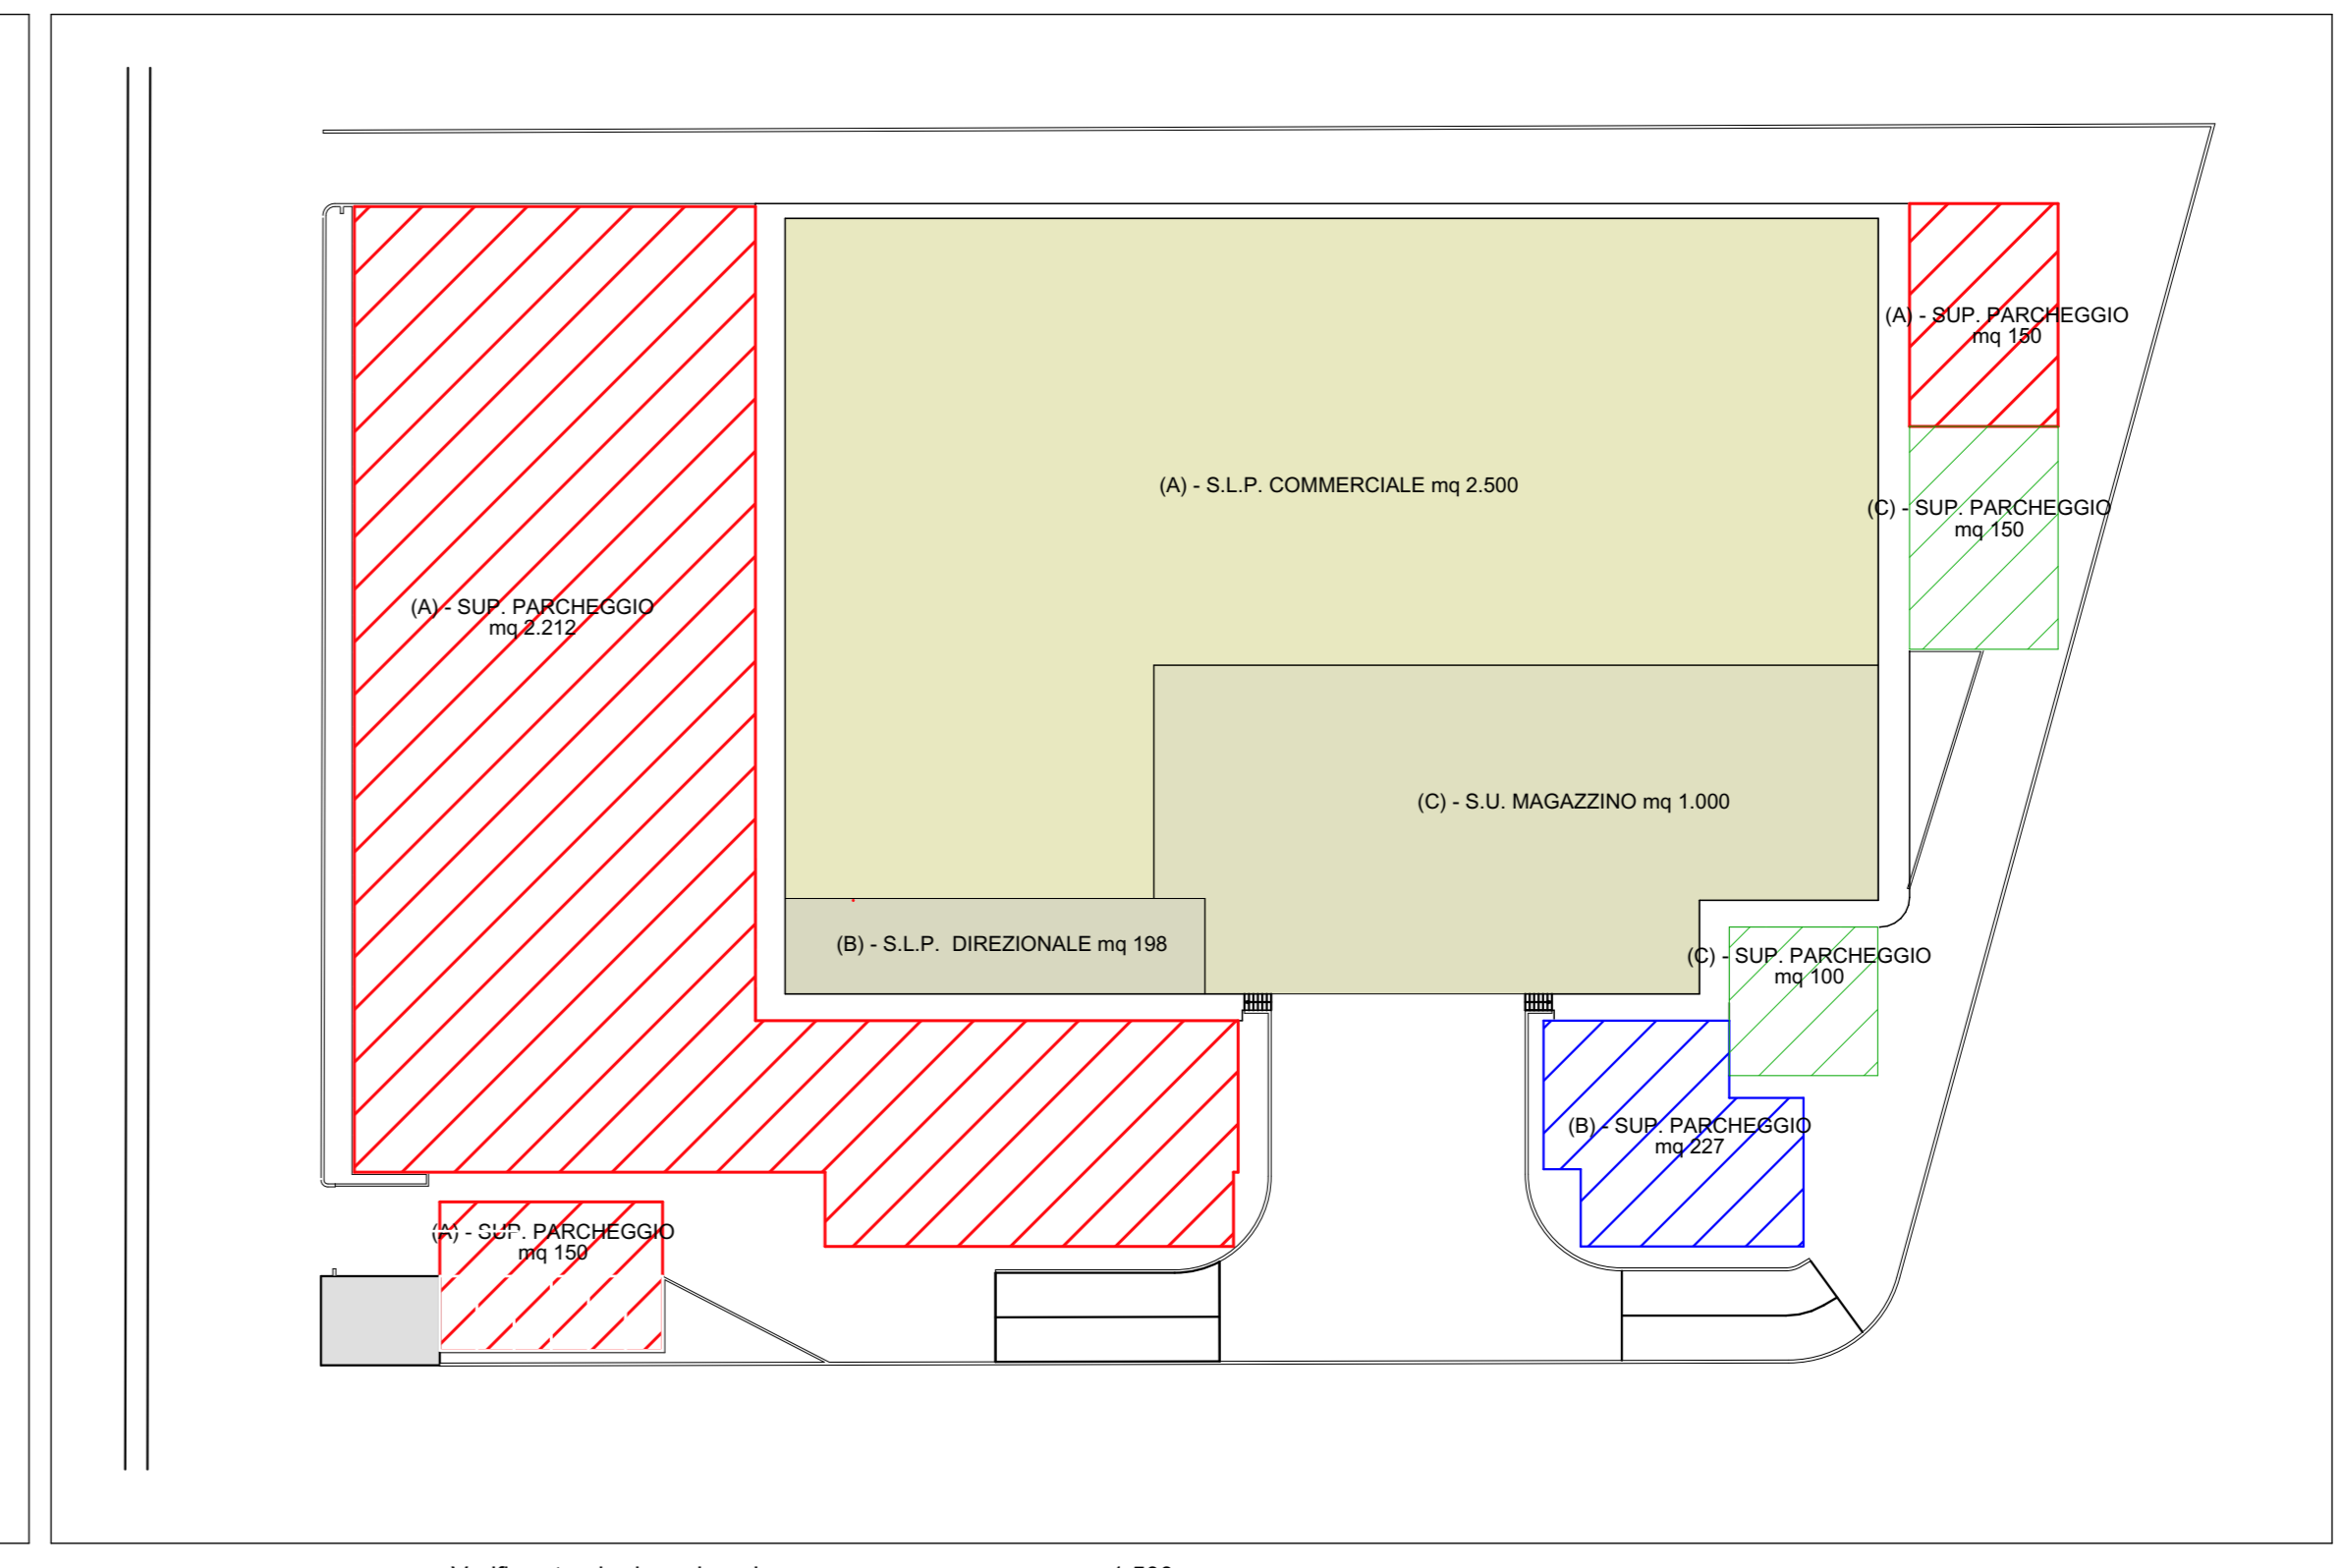 (A) - SUP. PARCHEGGIO
mq 150
(A) - S.L.P. COMMERCIALE mq 2.500
(C) - SUP. PARCHEGGIO
mq 150
(A) - SUP. PARCHEGGIO
mq 2.212
(C) - S.U. MAGAZZINO mq 1.000
(B) - S.L.P. DIREZIONALE mq 198
(C) - SUP. PARCHEGGIO
mq 100
(B) - SUP. PARCHEGGIO
mq 227
(A) - SUP. PARCHEGGIO
mq 150